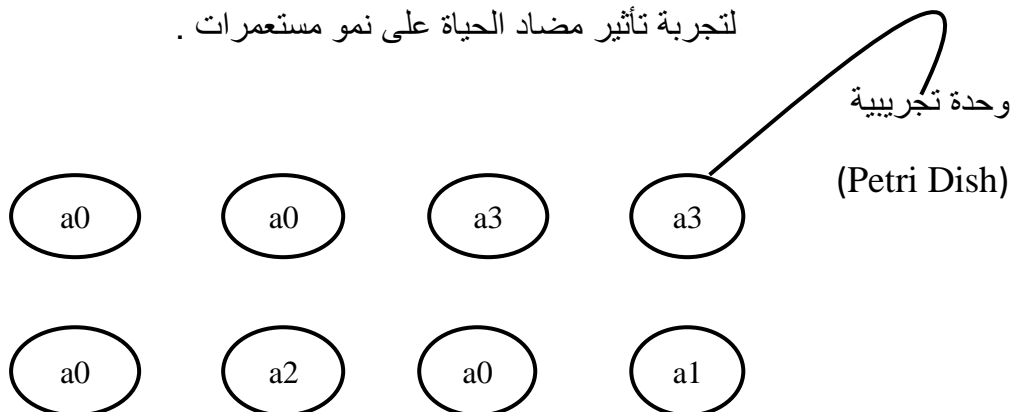 لتجربة تأثير مضاد الحياة على نمو مستعمرات .
وحدة تجريبية
(Petri Dish)
a0 a0 a3 a3
a0 a2 a0 a1